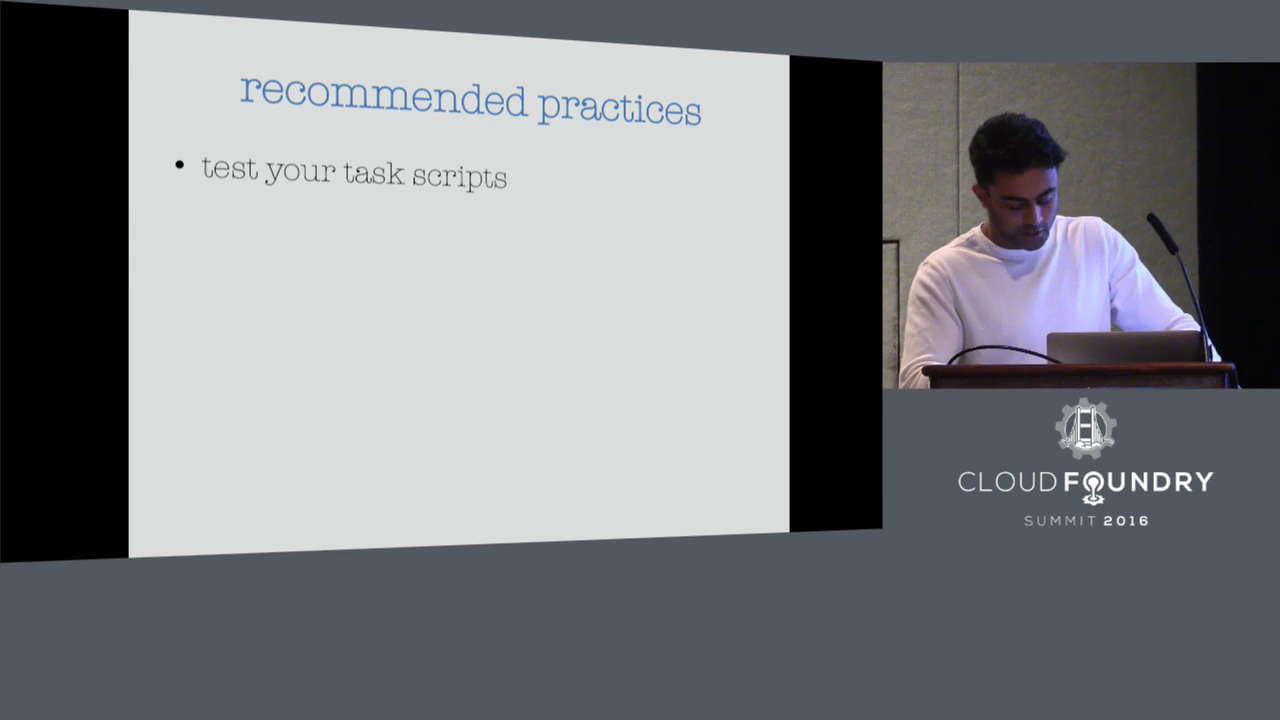 recommended practices
• test your task scripts
CLOUD FOUNDRY
SUMMIT 2016